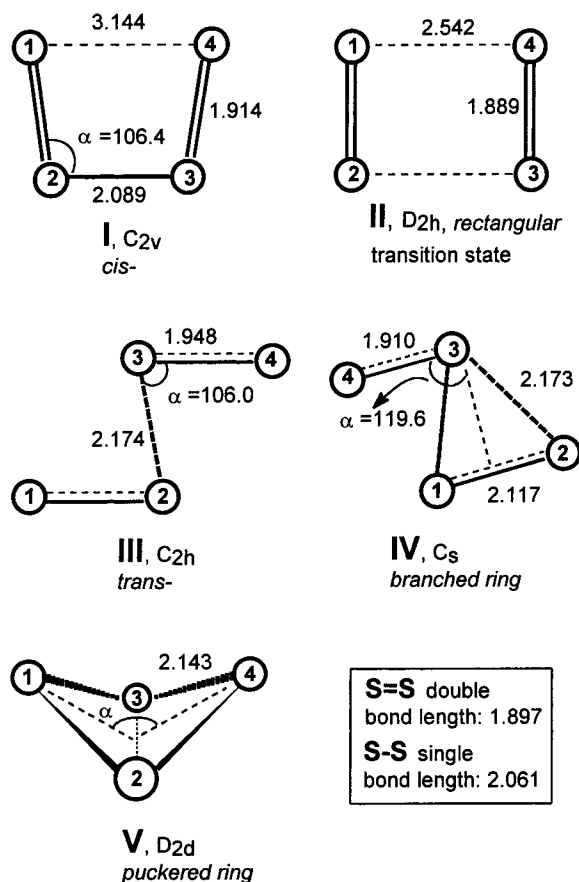 3.144
1
4
α =106.4
1.914
2
3
2.089
I, C2v
cis-
2.542
1
4
1.889
2
3
II, D2h, rectangular
transition state
1.948
3
4
α =106.0
2.174
1
2
III, C2h
trans-
1.910
3
4
2.173
α =119.6
2
1
2.117
IV, Cs
branched ring
2.143
1
3
4
α
2
V, D2d
puckered ring
S=S double
bond length: 1.897
S-S single
bond length: 2.061